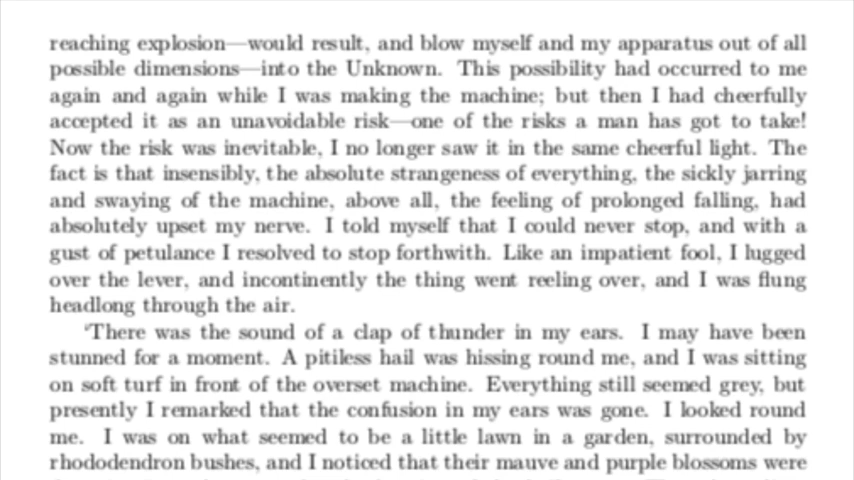 reaching explosion—would result, and blow myself and my apparatus out of all
possible dimensions—into the Unknown. This possibility had occurred to me
again and again while I was making the machine; but then I had cheerfully
accepted it as an unavoidable risk—one of the risks a man has got to take!
Now the risk was inevitable, I no longer saw it in the same cheerful light. The
fact is that insensibly, the absolute strangeness of everything, the sickly jarring
and swaying of the machine, above all, the feeling of prolonged falling, had
absolutely upset my nerve. I told myself that I could never stop, and with a
gust of petulance I resolved to stop forthwith. Like an impatient fool, I lugged
over the lever, and incontinently the thing went reeling over, and I was flung
headlong through the air.
‘There was the sound of a clap of thunder in my ears. I may have been
stunned for a moment. A pitiless hail was hissing round me, and I was sitting
on soft turf in front of the overset machine. Everything still seemed grey, but
presently I remarked that the confusion in my ears was gone. I looked round
me. I was on what seemed to be a little lawn in a garden, surrounded by
rhododendron bushes, and I noticed that their mauve and purple blossoms were